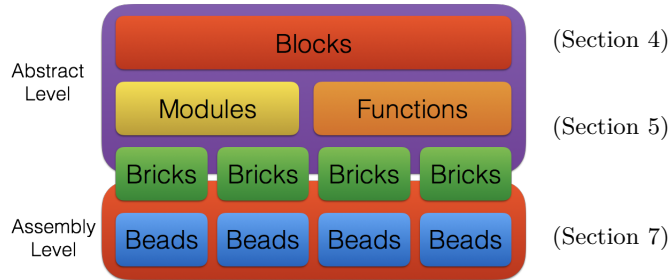 Blocks
(Section 4)
Abstract
Level
Modules
Functions
(Section 5)
Bricks
Bricks
Bricks
Bricks
Assembly
Level
Beads
Beads
Beads
Beads
(Section 7)